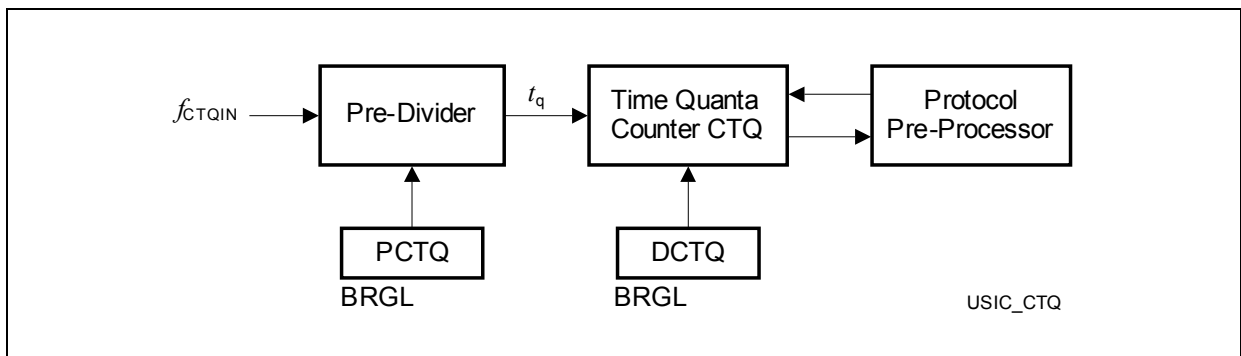 fCTQIN
Pre-Divider
tq
Time Quanta
Counter CTQ
Protocol
Pre-Processor
PCTQ
BRGL
DCTQ
BRGL
USIC_CTQ